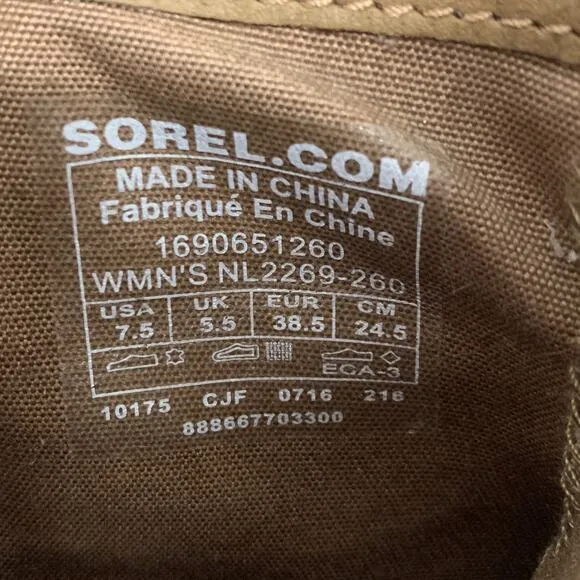 SOREL.COM
MADE IN CHINA
Fabriqué En Chine
1690651260
WMN'S NL2269-260
USA UK EUR CM
7.5 5.5 38.5 24.5
ECA-3
10175 CJF 0716 216
888667703300